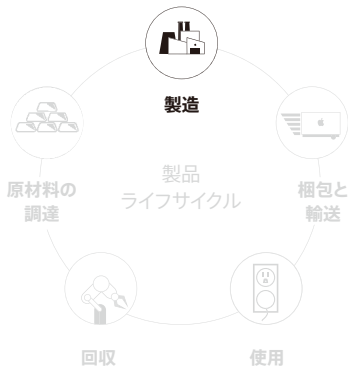 製造
原材料の
調達
製品
ライフサイクル
梱包と
輸送
回収
使用